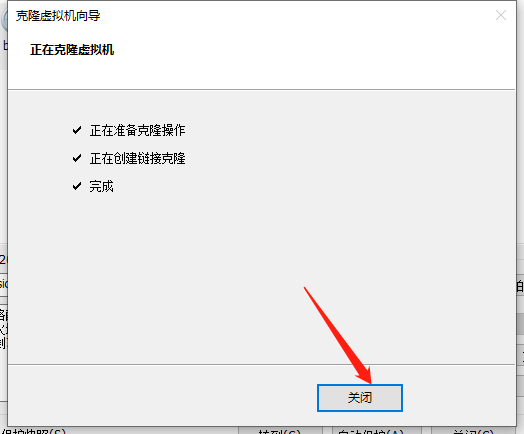 克隆虚拟机向导
正在克隆虚拟机
正在准备克隆操作
正在创建链接克隆
完成
关闭